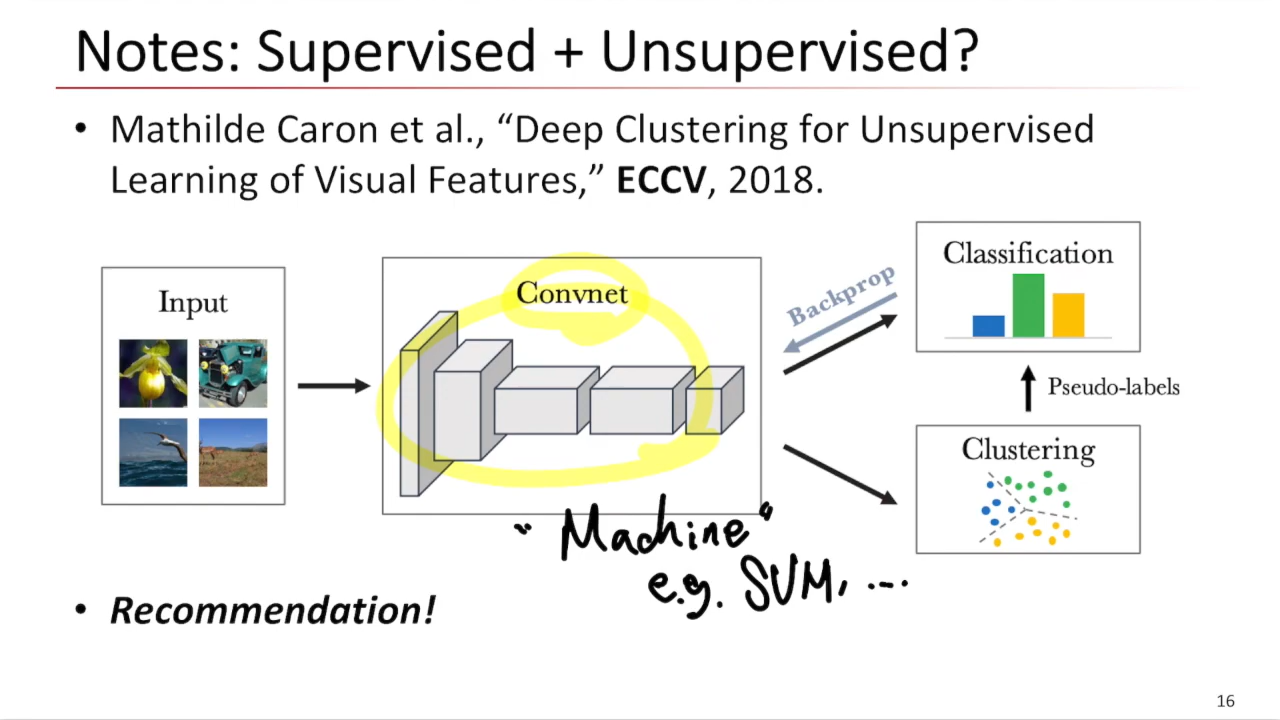 Notes: Supervised + Unsupervised?
• Mathilde Caron et al., “Deep Clustering for Unsupervised
Learning of Visual Features,” ECCV, 2018.
Input
Convnet
Backprop
Classification
Pseudo-labels
Clustering
"Machine"
e.g. SVM, ...
• Recommendation!
16